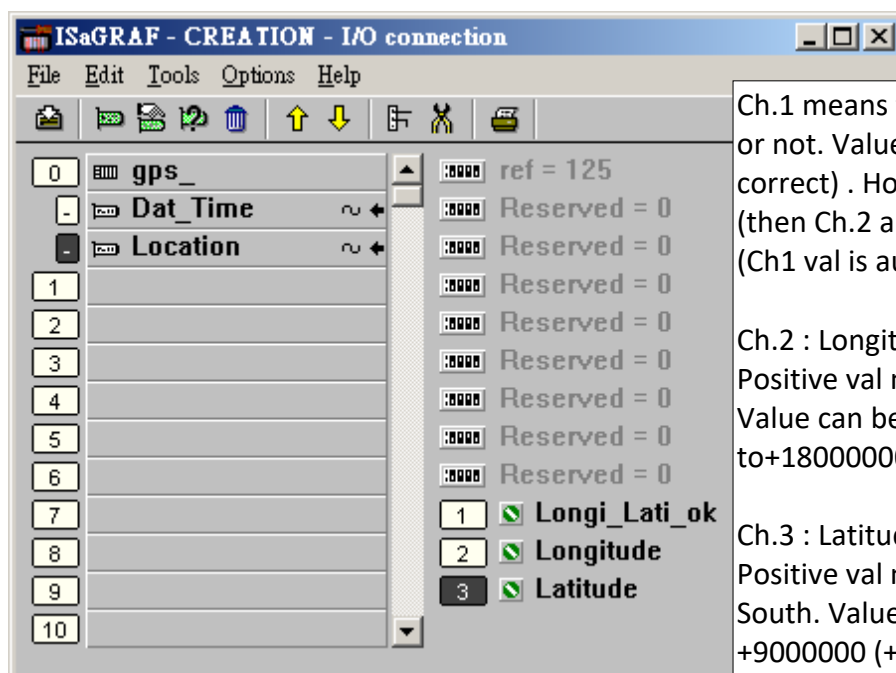 ISaGRAF - CREATION - I/O connection
File Edit Tools Options Help
0 gps_
- Dat_Time
- Location
1
2
3
4
5
6
7
8
9
10
ref = 125
Reserved = 0
Reserved = 0
Reserved = 0
Reserved = 0
Reserved = 0
Reserved = 0
Reserved = 0
Reserved = 0
1 Longi_Lati_ok
2 Longitude
3 Latitude
Ch.1 means
or not. Value
correct) . Ho
(then Ch.2 a
(Ch1 val is au
Ch.2 : Longit
Positive val
Value can be
to+1800000
Ch.3 : Latitud
Positive val
South. Value
+9000000 (+